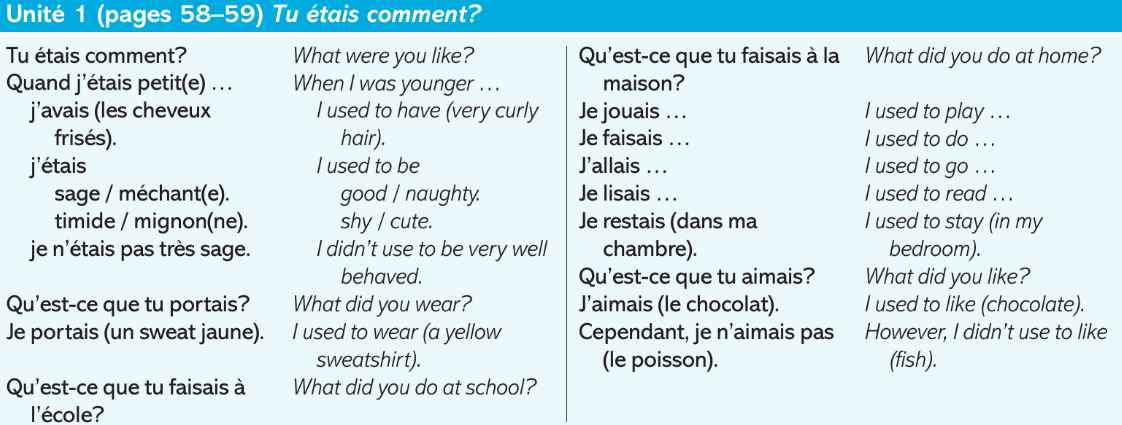 Unité 1 (pages 58–59) Tu étais comment?
Tu étais comment? What were you like?
Quand j'étais petit(e) … When I was younger …
j'avais (les cheveux I used to have (very curly
frisés). hair).
j'étais I used to be
sage / méchant(e). good / naughty.
timide / mignon(ne). shy / cute.
je n'étais pas très sage. I didn't use to be very well
behaved.
Qu'est-ce que tu portais? What did you wear?
Je portais (un sweat jaune). I used to wear (a yellow
sweatshirt).
Qu'est-ce que tu faisais à What did you do at school?
l'école?
Qu'est-ce que tu faisais à la What did you do at home?
maison?
Je jouais … I used to play …
Je faisais … I used to do …
J'allais … I used to go …
Je lisais … I used to read …
Je restais (dans ma I used to stay (in my
chambre). bedroom).
Qu'est-ce que tu aimais? What did you like?
J'aimais (le chocolat). I used to like (chocolate).
Cependant, je n'aimais pas However, I didn't use to like
(le poisson). (fish).